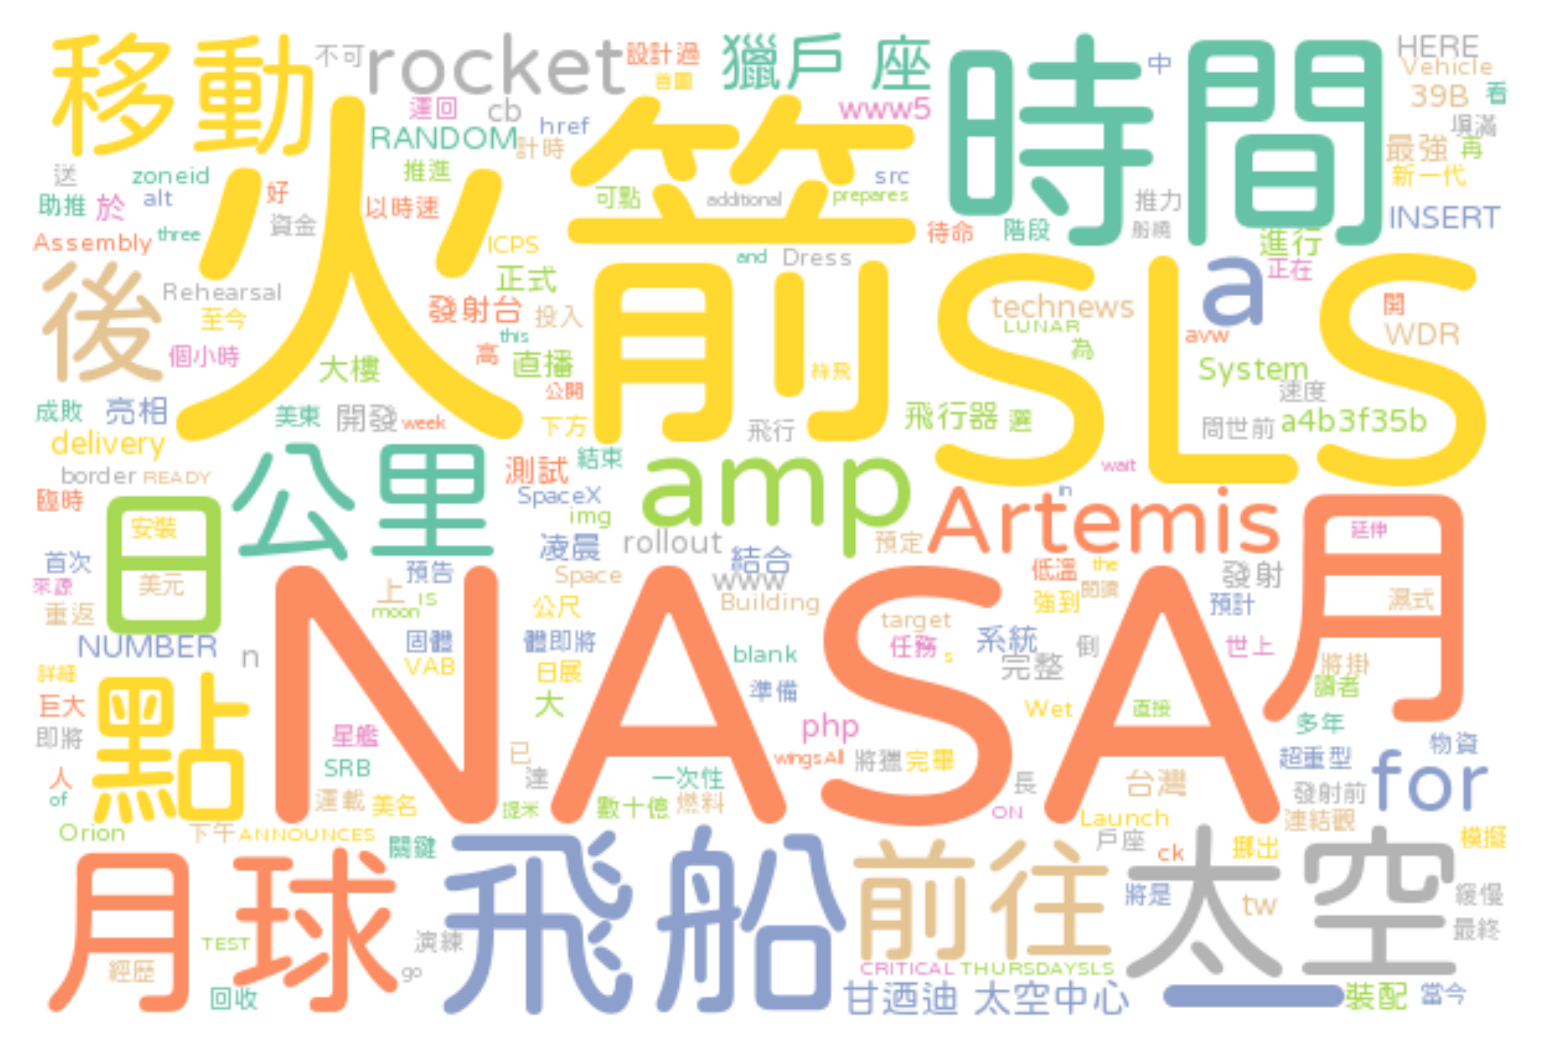 移動
不可
rocket
設計過
首圖
獵戶 座
時間
中
HERE
Vehicle
39B
看
運回
cb
www5
RANDOM
href
計時
填滿
最強
再
送
zoneid
推進
火箭
可點
additional
src
prepares
新一代
助推
於
alt
好
以時速
資金
推力
船繞
INSERT
Assembly
three
ICPS
待命
階段
進行
後
and
Dress
正在
正式
SLS
a
Rehearsal
至今
發射台
投入
technews
LUNAR
開
WDR
this
個小時
大樓
高
直播
為
avw
System
公開
速度
成敗
亮相
美東
開發
week
下方
飛行
飛行器
選
問世前
a4b3f35b
delivery
公里
border
READY
測試
結束
amp
wait
臨時
日
安裝
SpaceX
img
in
Artemis
月
延伸
首次
凌晨
rollout
結合
預定
來源
美元
預告
Space
www
低溫
the
閱讀
發射
重返
上
moon
IS
公尺
Building
強到
預計
濕式
NUMBER
n
NASA
固體
體即將
target
任務
s
系統
倒
世上
VAB
日展
blank
完整
將掛
讀者
詳細
點
大
準備
Wet
直接
巨大
即將
星艦
php
多年
物資
SRB
已
達
wingsAll
將獵
完畢
超重型
人
of
運載
美名
一次性
長
台灣
發射前
for
提米
數十億
燃料
ON
Launch
連結觀
Orion
下午
ANNOUNCES
關鍵
戶座
ck
挪出
模擬
月球
飛船
前往
太空
將是
tw
緩慢
TEST
演練
go
最終
經歷
CRITICAL
THURSDAYSLS
回收
甘迺迪 太空中心
裝配
當今